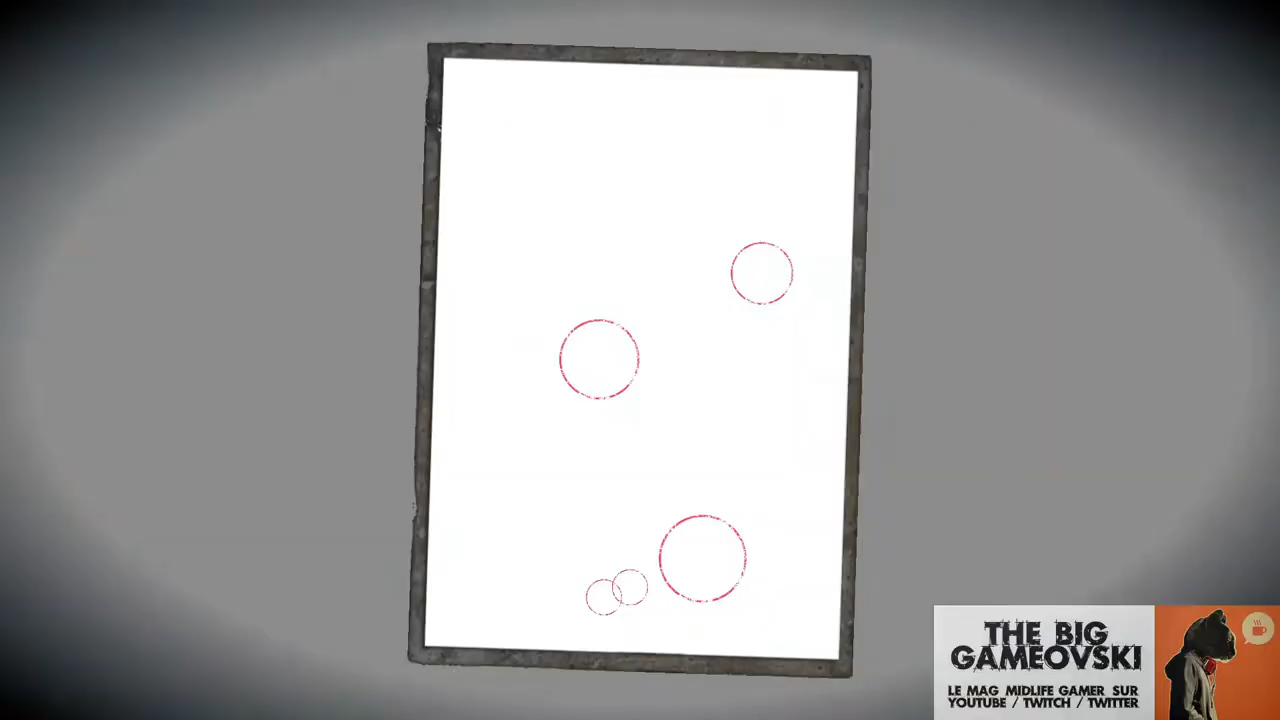 THE BIG
GAMEOVSKI
LE MAG MIDLIFE GAMER SUR
YOUTUBE / TWITCH / TWITTER